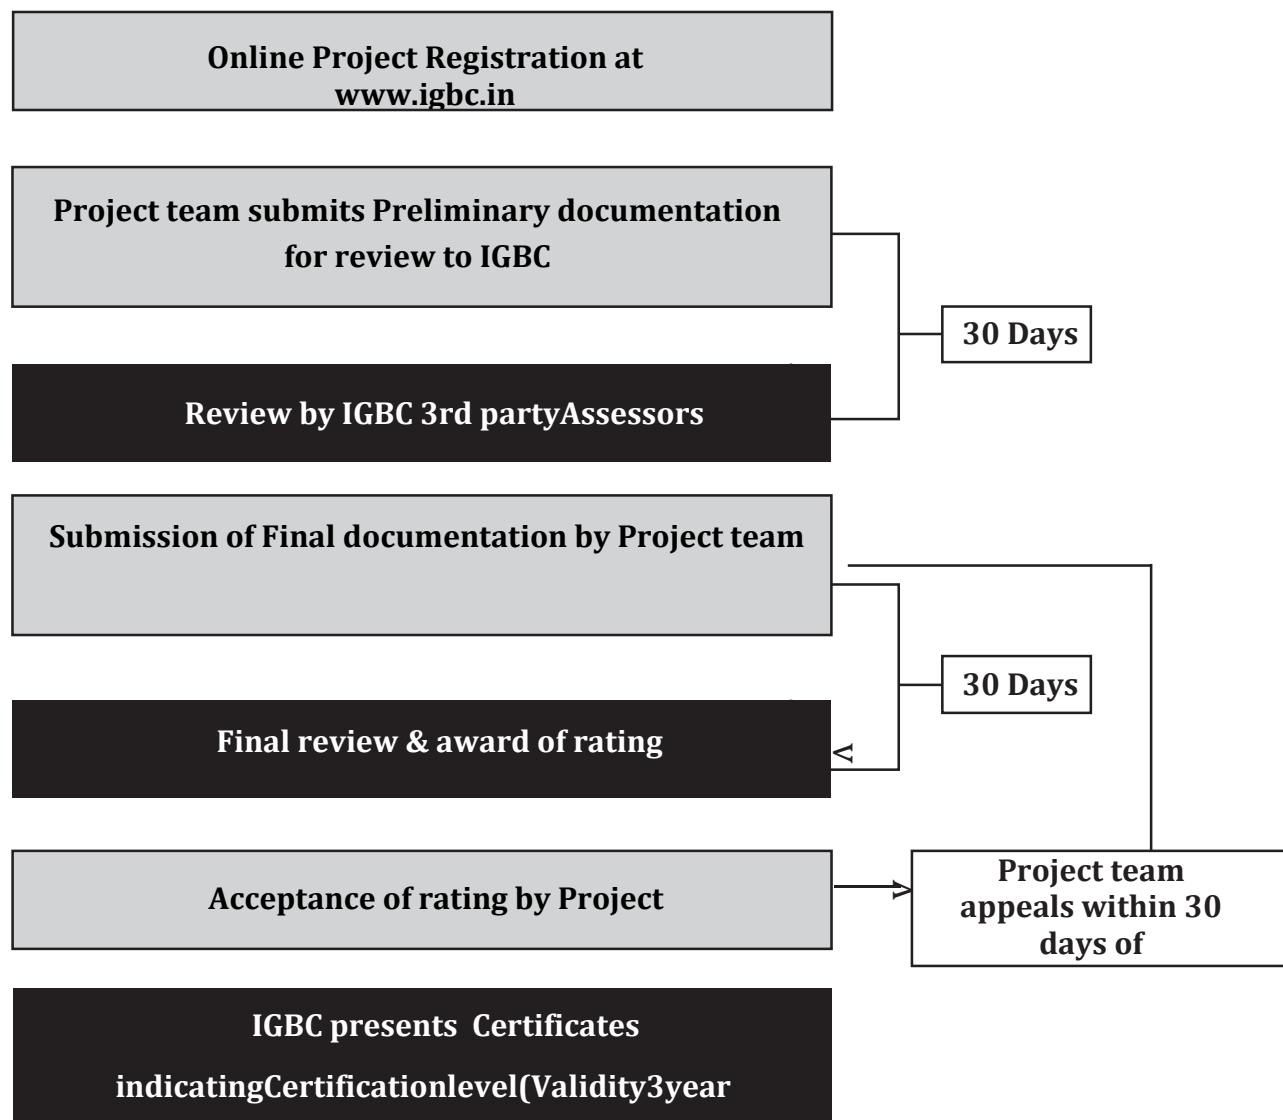 Online Project Registration at
www.igbc.in
Project team submits Preliminary documentation
for review to IGBC
30 Days
Review by IGBC 3rd partyAssessors
Submission of Final documentation by Project team
30 Days
Final review & award of rating
Acceptance of rating by Project
Project team
appeals within 30
days of
IGBC presents Certificates
indicatingCertificationlevel(Validity3year